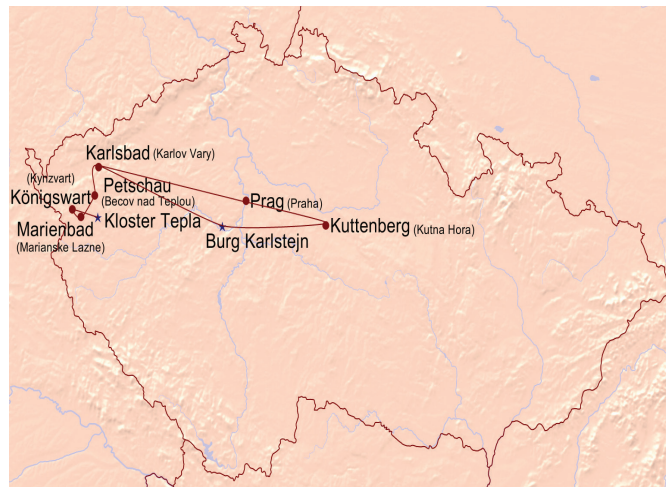 Karlsbad (Karlov Vary)
(Kynzvart)
Petschau
Königswart
(Becov nad Teplou)
Prag (Praha)
Kloster Tepla
Marienbad
(Marianske Lazne)
Kuttenberg (Kutna Hora)
Burg Karlstejn